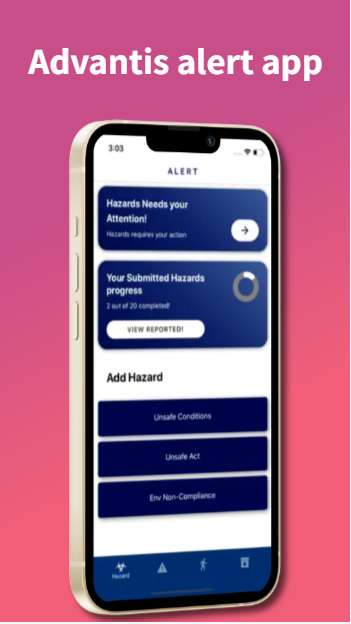 Advantis alert app
3:03
ALERT
Hazards Needs your
Attention!
Hazards requires your action
Your Submitted Hazards
progress
2 out of 20 completed!
VIEW REPORTED!
Add Hazard
Unsafe Conditions
Unsafe Act
Env Non-Compliance
Hazard